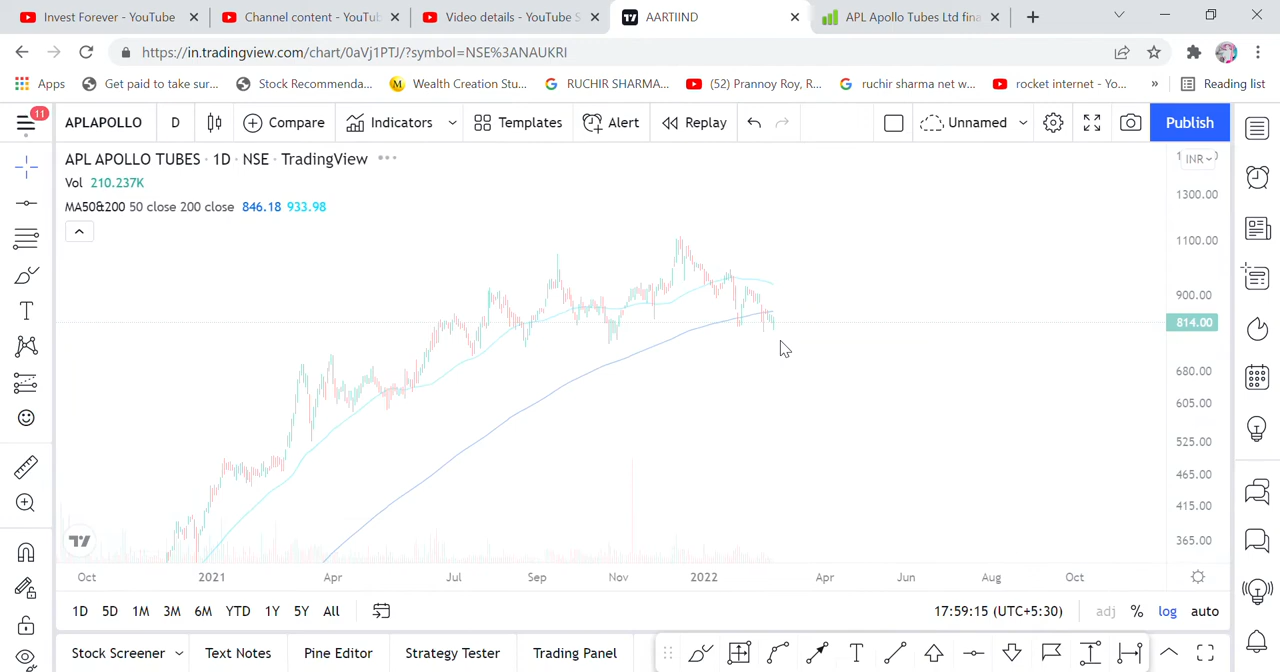 Invest Forever - YouTube
Channel content - YouTub
Video details - YouTube S
AARTIIND
APL Apollo Tubes Ltd fina
https://in.tradingview.com/chart/0aVj1PTJ/?symbol=NSE%3ANAUKRI
Apps
Get paid to take sur...
Stock Recommenda...
Wealth Creation Stu...
RUCHIR SHARMA...
(52) Prannoy Roy, R...
ruchir sharma net w...
rocket internet - Yo...
»
Reading list
11
APLAPOLLO
D
Compare
Indicators
Templates
Alert
Replay
Unnamed
Publish
APL APOLLO TUBES · 1D · NSE · TradingView
INR
Vol 210.237K
MA50&200 50 close 200 close 846.18 933.98
1300.00
1100.00
900.00
814.00
680.00
605.00
525.00
465.00
415.00
365.00
Oct 2021 Apr Jul Sep Nov 2022 Apr Jun Aug Oct
1D 5D 1M 3M 6M YTD 1Y 5Y All
17:59:15 (UTC+5:30)
adj % log auto
Stock Screener
Text Notes
Pine Editor
Strategy Tester
Trading Panel